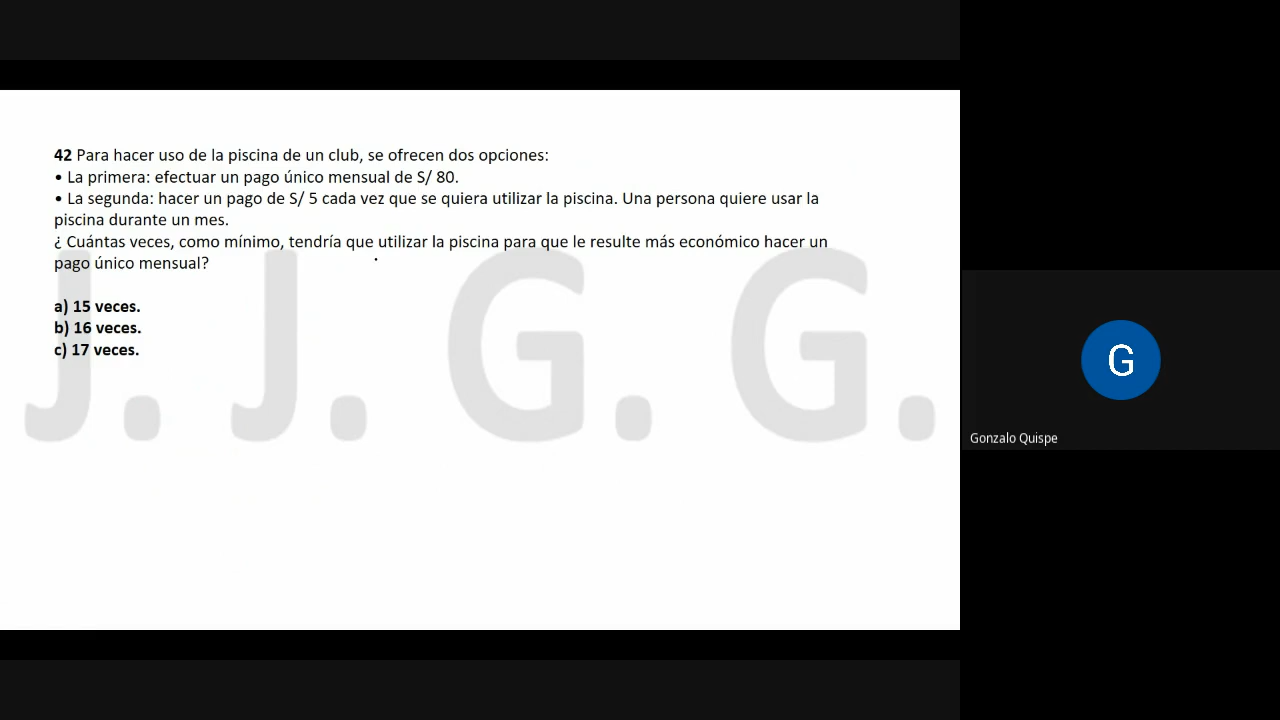 42 Para hacer uso de la piscina de un club, se ofrecen dos opciones:
• La primera: efectuar un pago único mensual de S/ 80.
• La segunda: hacer un pago de S/ 5 cada vez que se quiera utilizar la piscina. Una persona quiere usar la
piscina durante un mes.
¿ Cuántas veces, como mínimo, tendría que utilizar la piscina para que le resulte más económico hacer un
pago único mensual?
a) 15 veces.
b) 16 veces.
c) 17 veces.
J. J. G. G.
G
Gonzalo Quispe